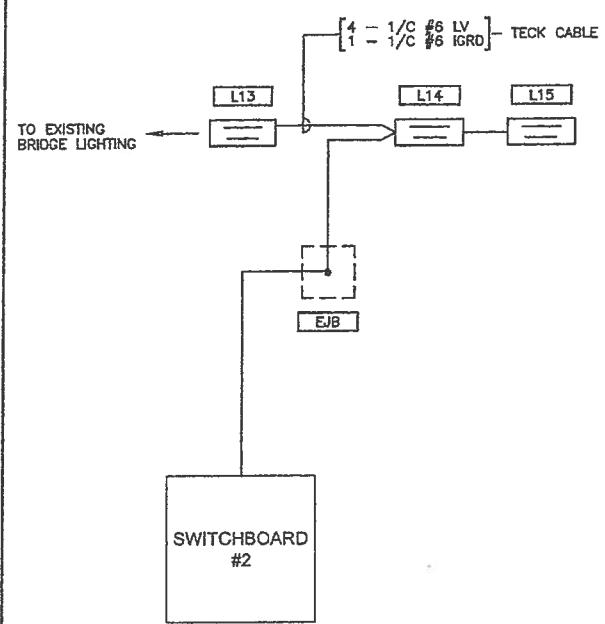 4 – 1/C #6 LV
1 – 1/C #6 IGRD
TECK CABLE
L13
L14
L15
TO EXISTING
BRIDGE LIGHTING
EJB
SWITCHBOARD
#2